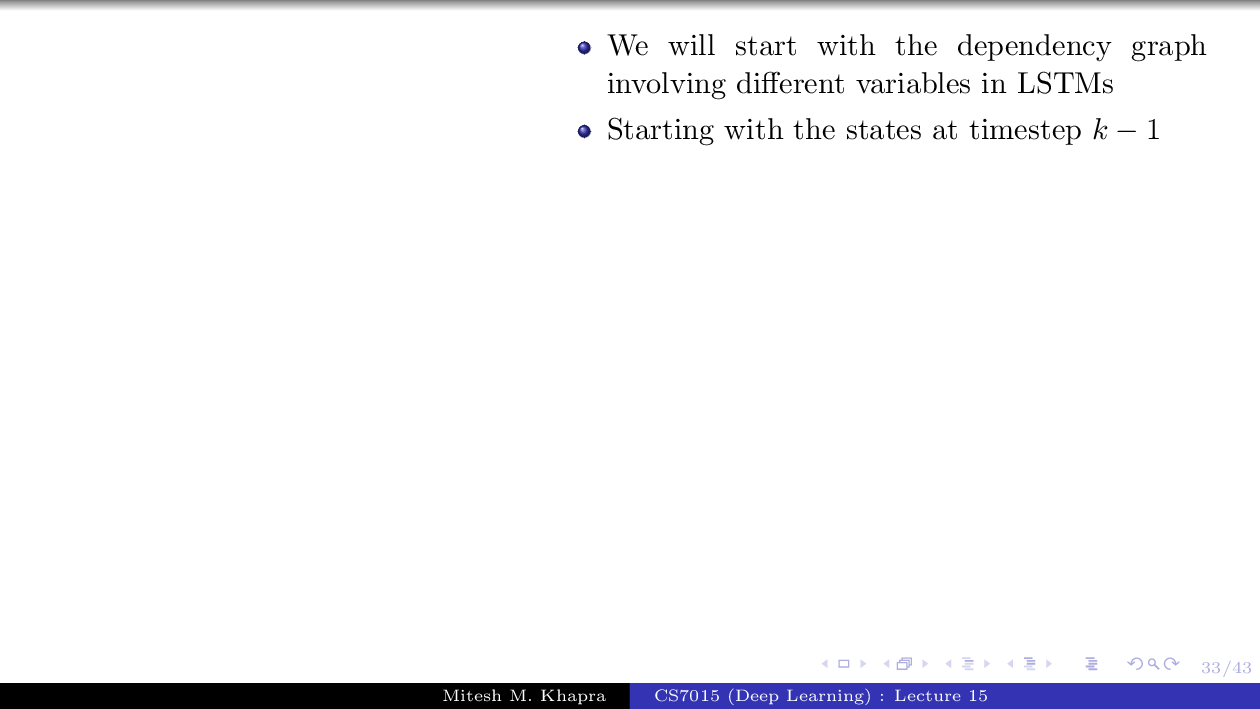 We will start with the dependency graph
involving different variables in LSTMs
Starting with the states at timestep k − 1
33/43
Mitesh M. Khapra
CS7015 (Deep Learning) : Lecture 15